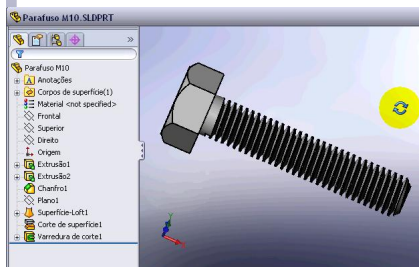 Parafuso M10.SLDPRT
»
Parafuso M10
Anotações
Corpos de superfície(1)
Material <not specified>
Frontal
Superior
Direito
Origem
Extrusão1
Extrusão2
Chanfro1
Plano1
Superfície-Loft1
Corte de superfície1
Varredura de corte1